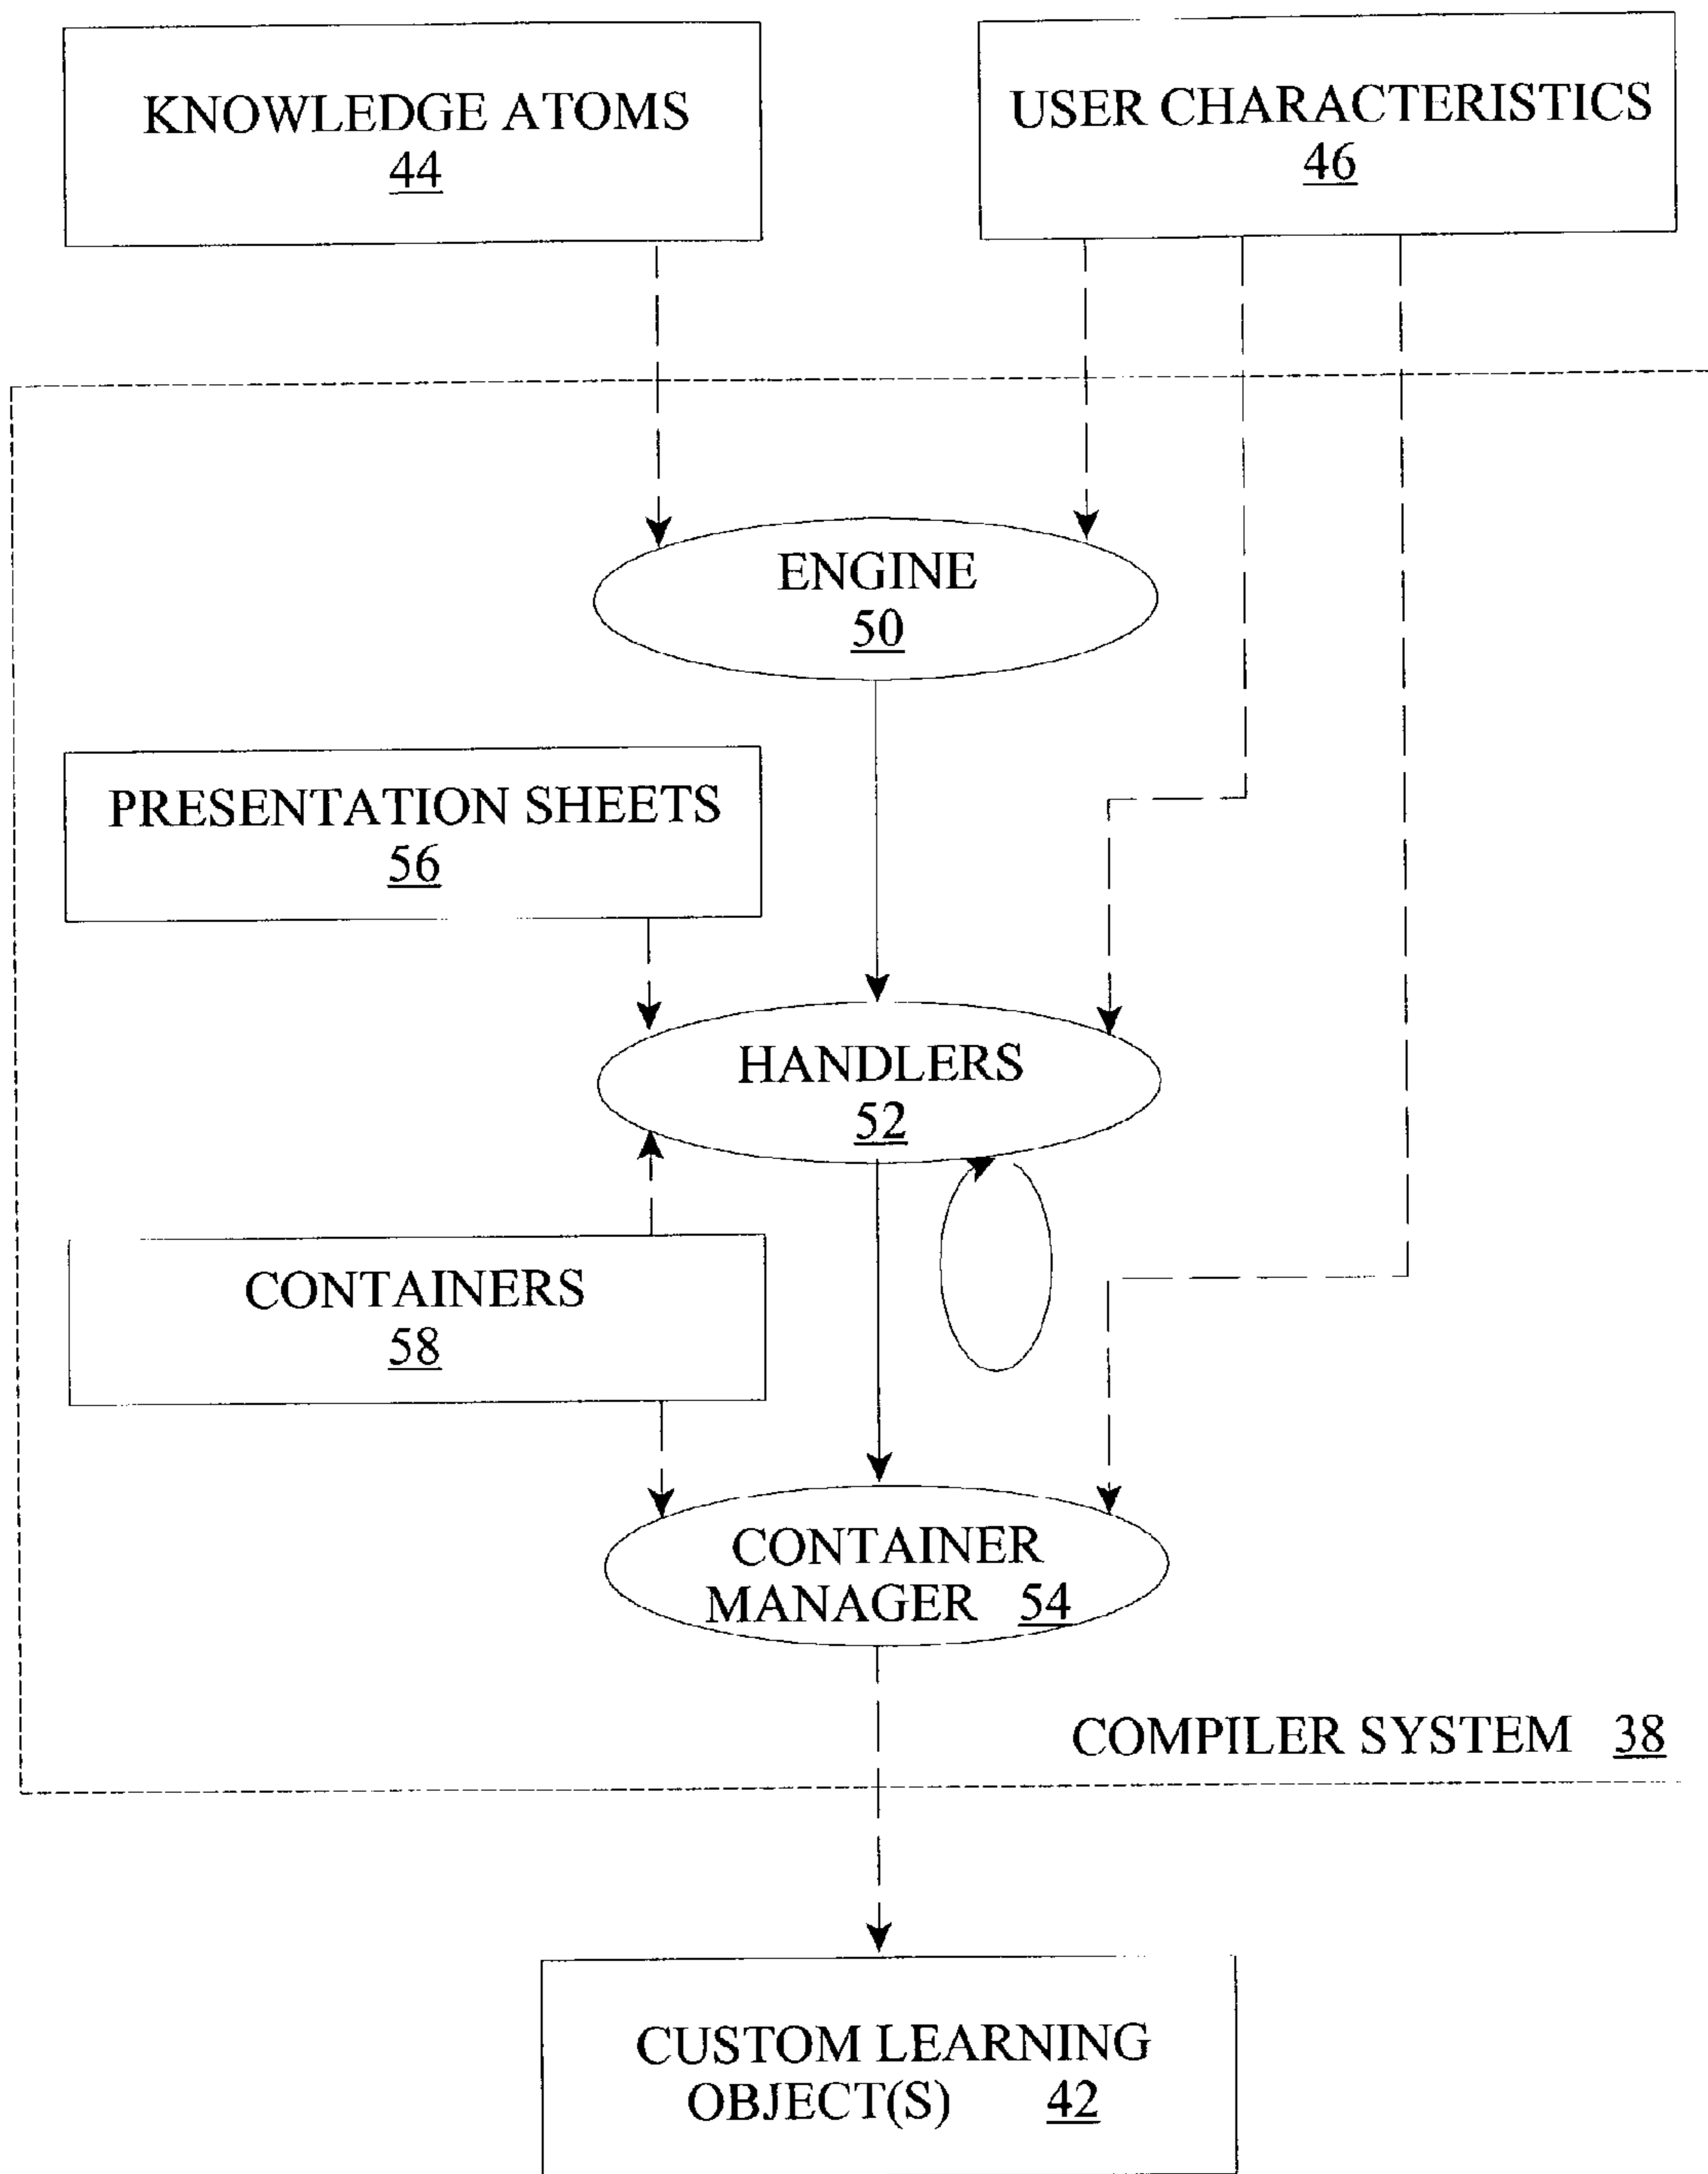 KNOWLEDGE ATOMS
44
USER CHARACTERISTICS
46
ENGINE
50
PRESENTATION SHEETS
56
HANDLERS
52
CONTAINERS
58
CONTAINER
MANAGER 54
COMPILER SYSTEM 38
CUSTOM LEARNING
OBJECT(S) 42